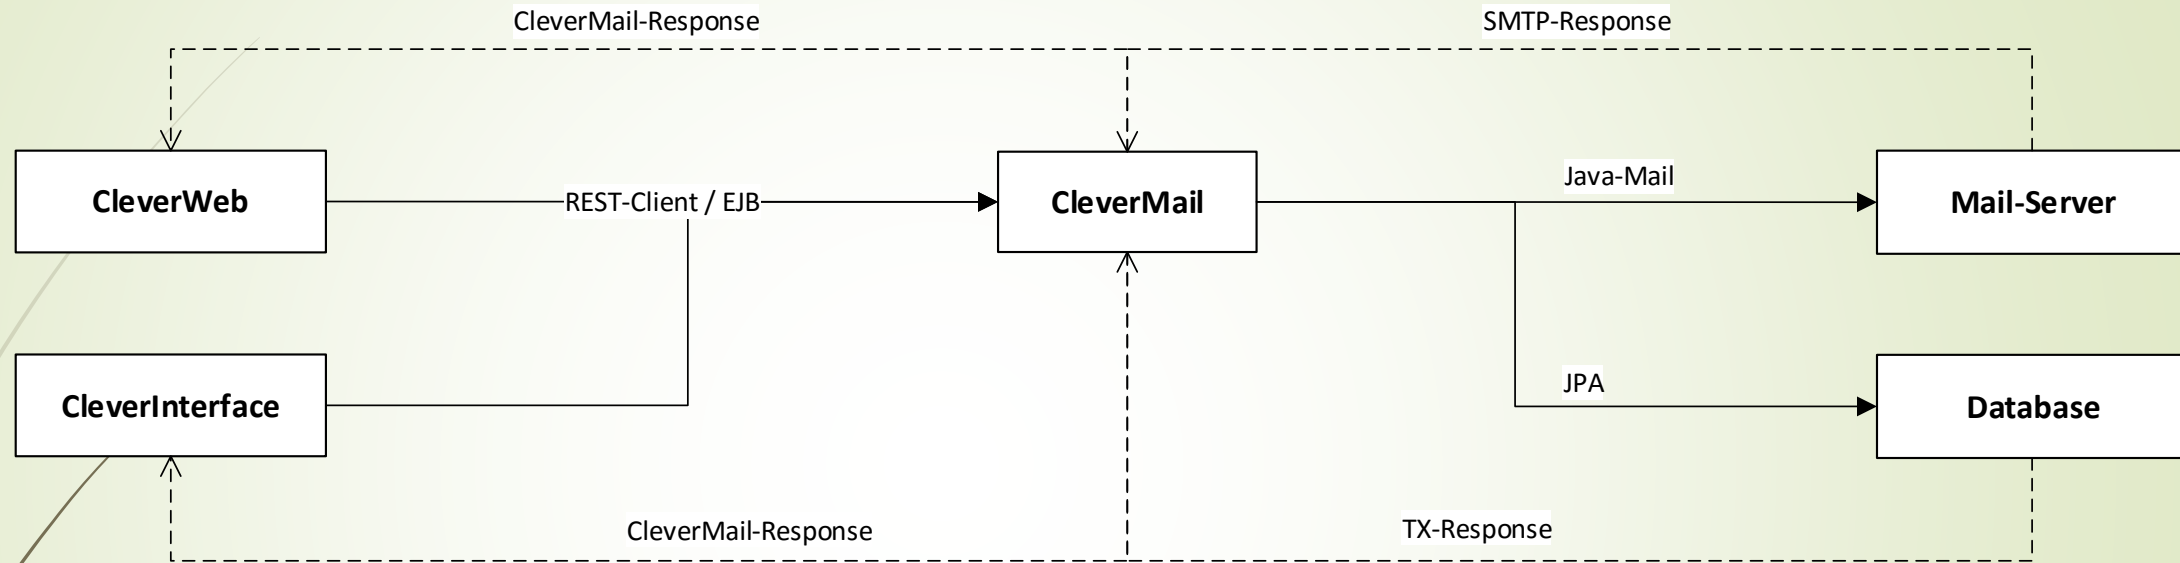 CleverMail-Response
SMTP-Response
CleverWeb
REST-Client / EJB
CleverMail
Java-Mail
Mail-Server
CleverInterface
JPA
Database
CleverMail-Response
TX-Response